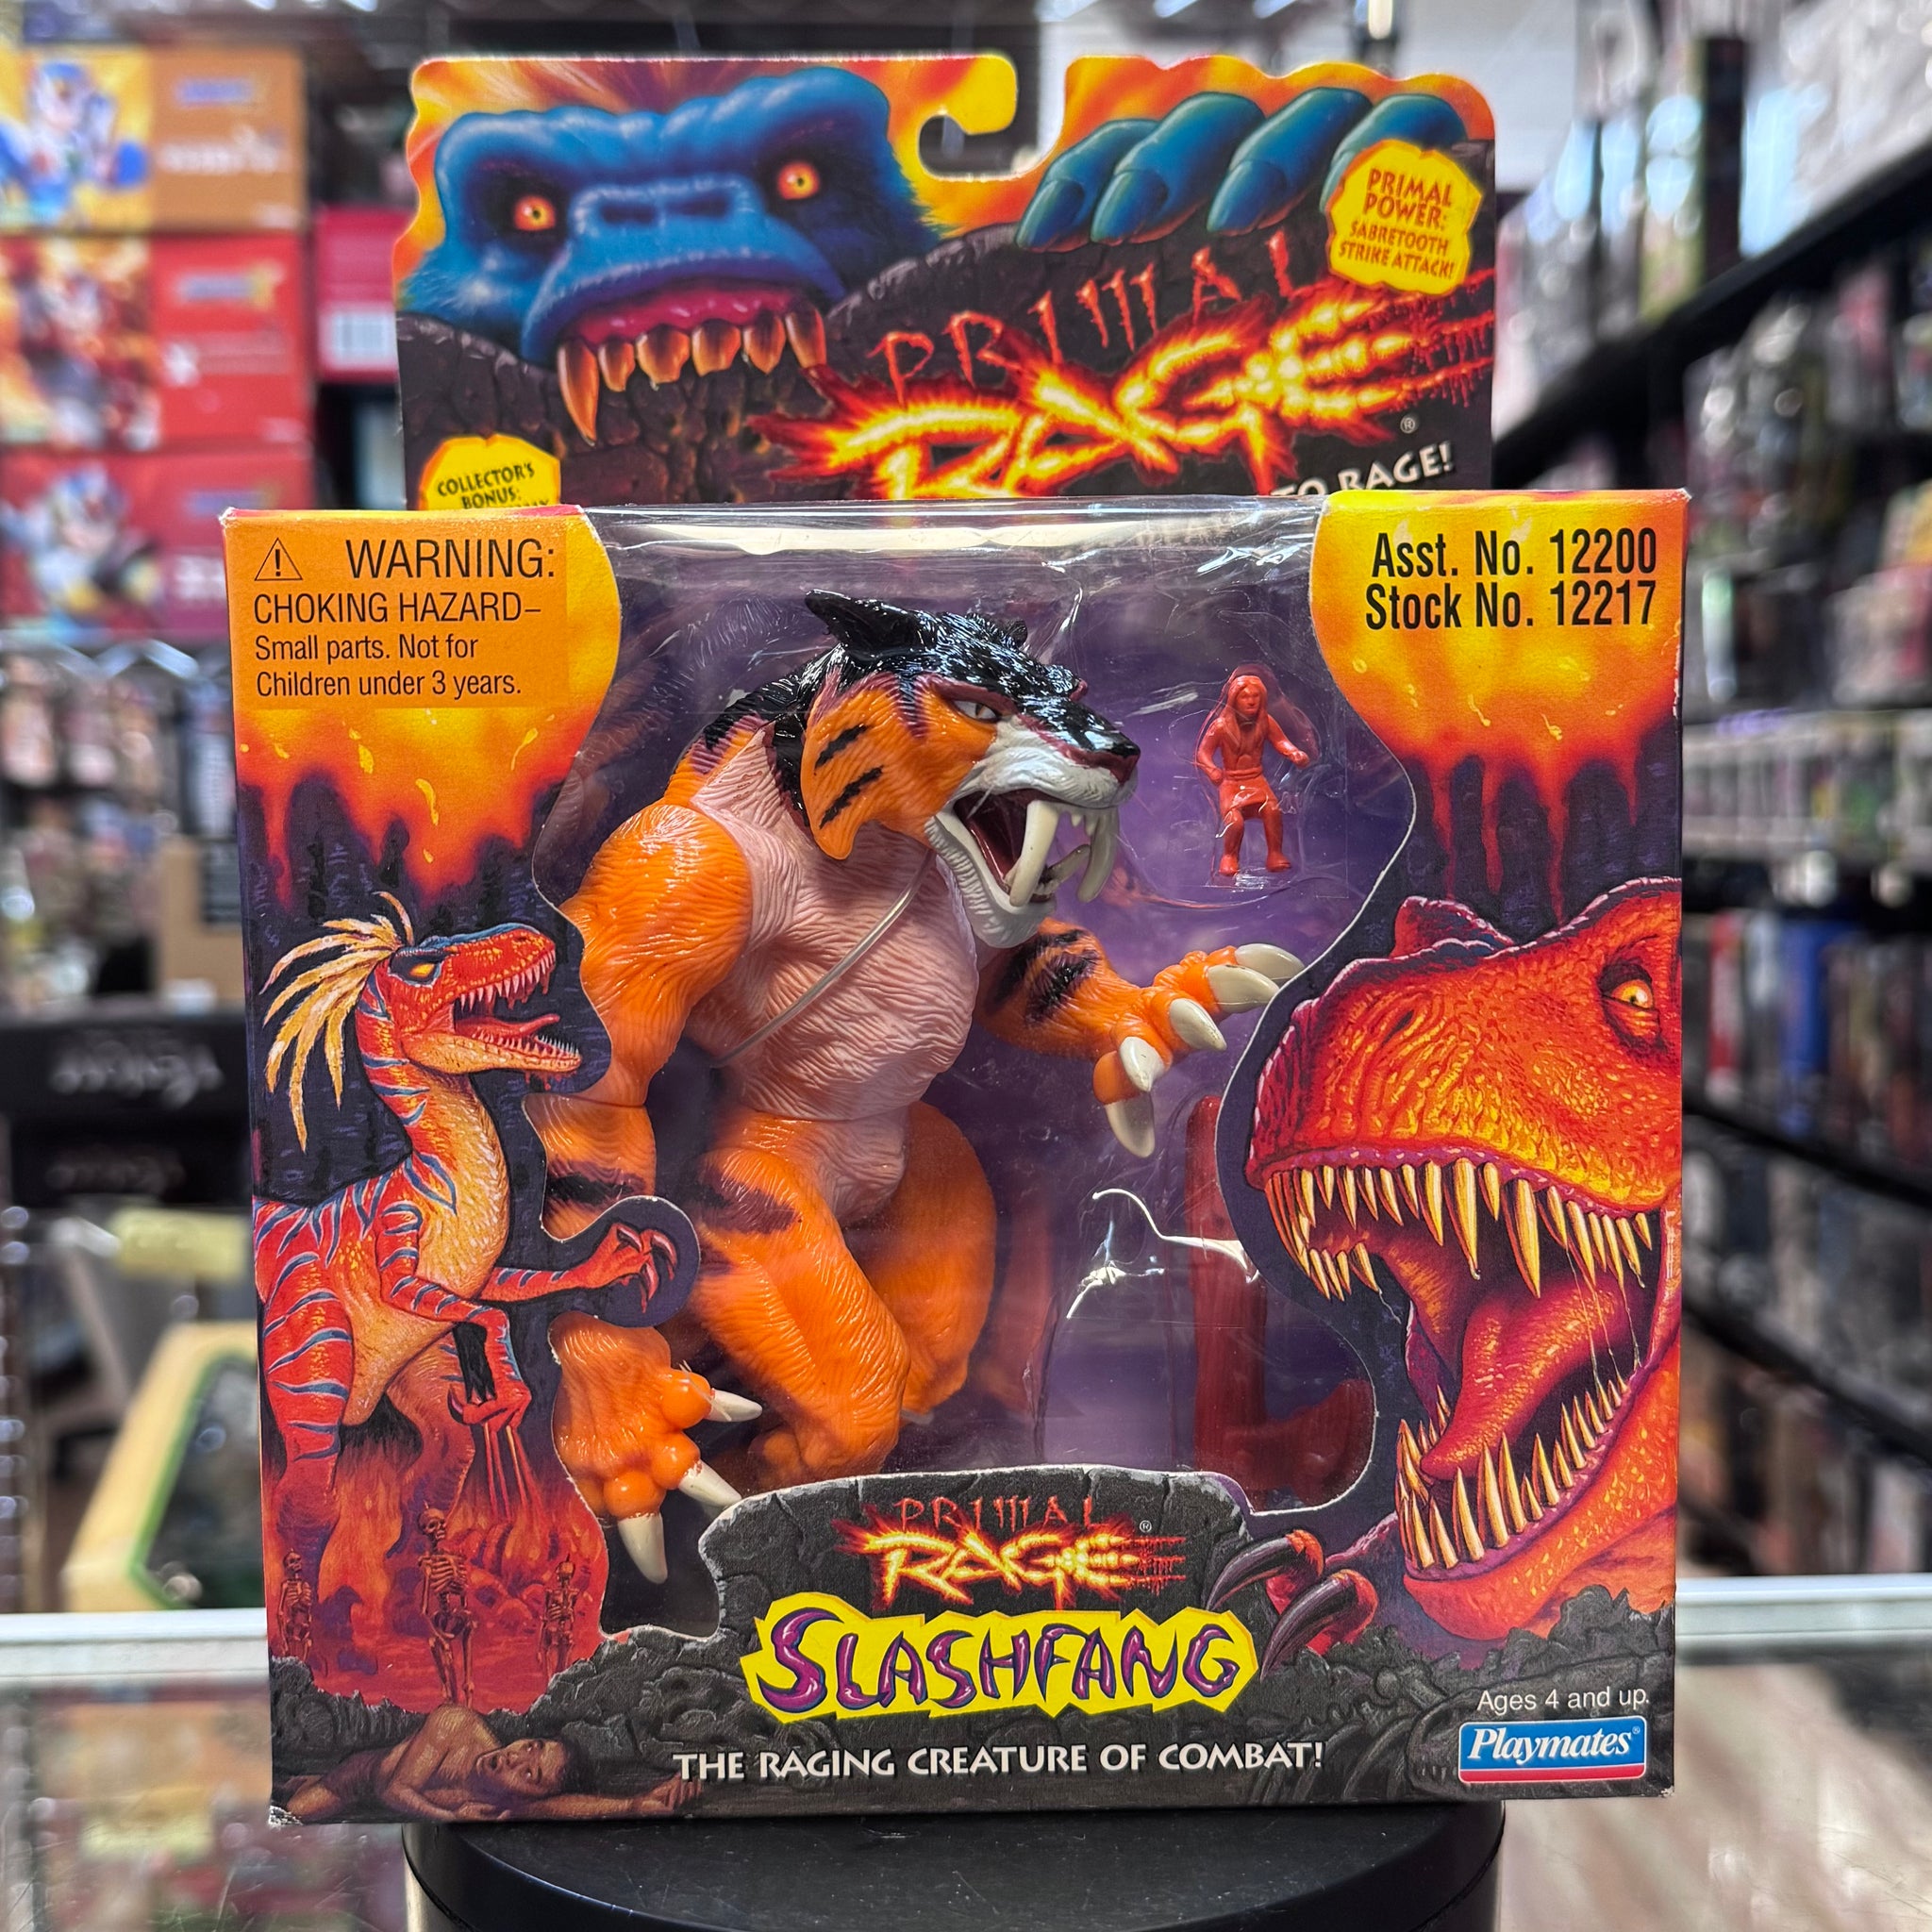 PRIMAL
POWER:
SABRETOOTH
STRIKE ATTACK!
PRIMAL
RAGE®
TO RAGE!
COLLECTOR'S
BONUS:
⚠ WARNING:
CHOKING HAZARD–
Small parts. Not for
Children under 3 years.
Asst. No. 12200
Stock No. 12217
PRIMAL
RAGE®
SLASHFANG
THE RAGING CREATURE OF COMBAT!
Ages 4 and up.
Playmates®